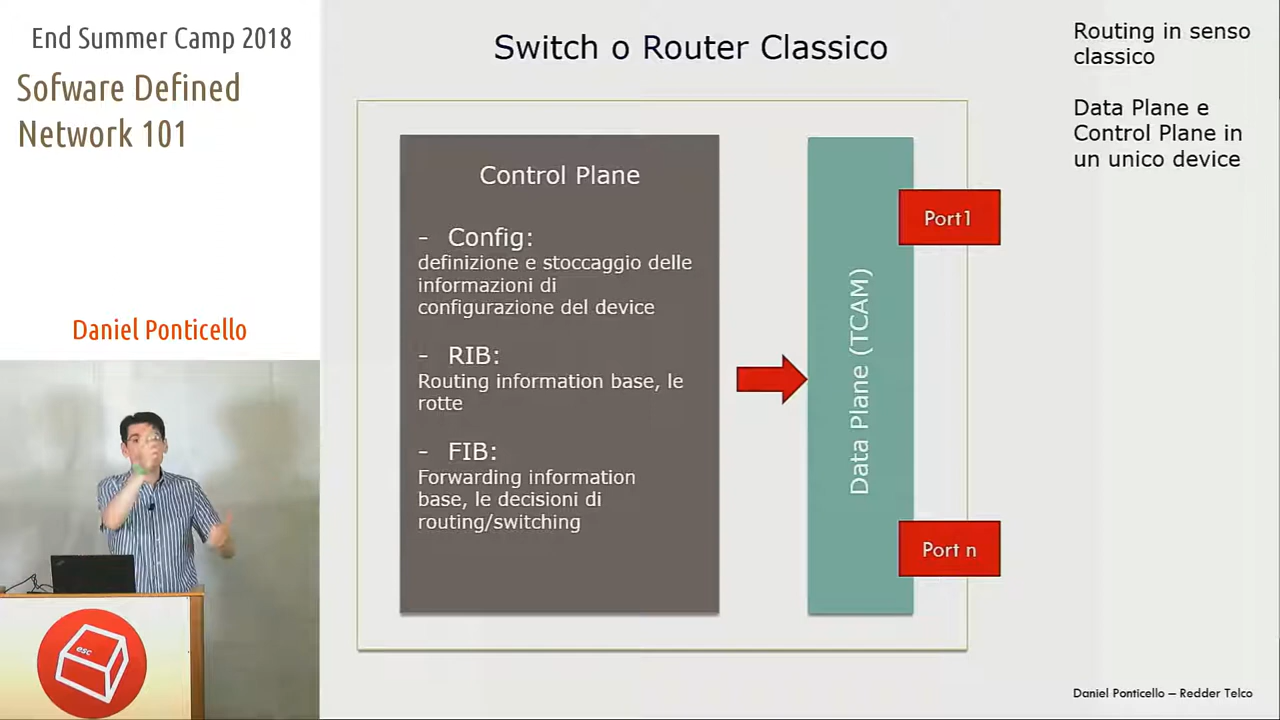 End Summer Camp 2018
Sofware Defined
Network 101
Daniel Ponticello
esc
Switch o Router Classico
Control Plane
- Config:
definizione e stoccaggio delle
informazioni di
configurazione del device
- RIB:
Routing information base, le
rotte
- FIB:
Forwarding information
base, le decisioni di
routing/switching
Data Plane (TCAM)
Port1
Port n
Routing in senso
classico
Data Plane e
Control Plane in
un unico device
Daniel Ponticello – Redder Telco